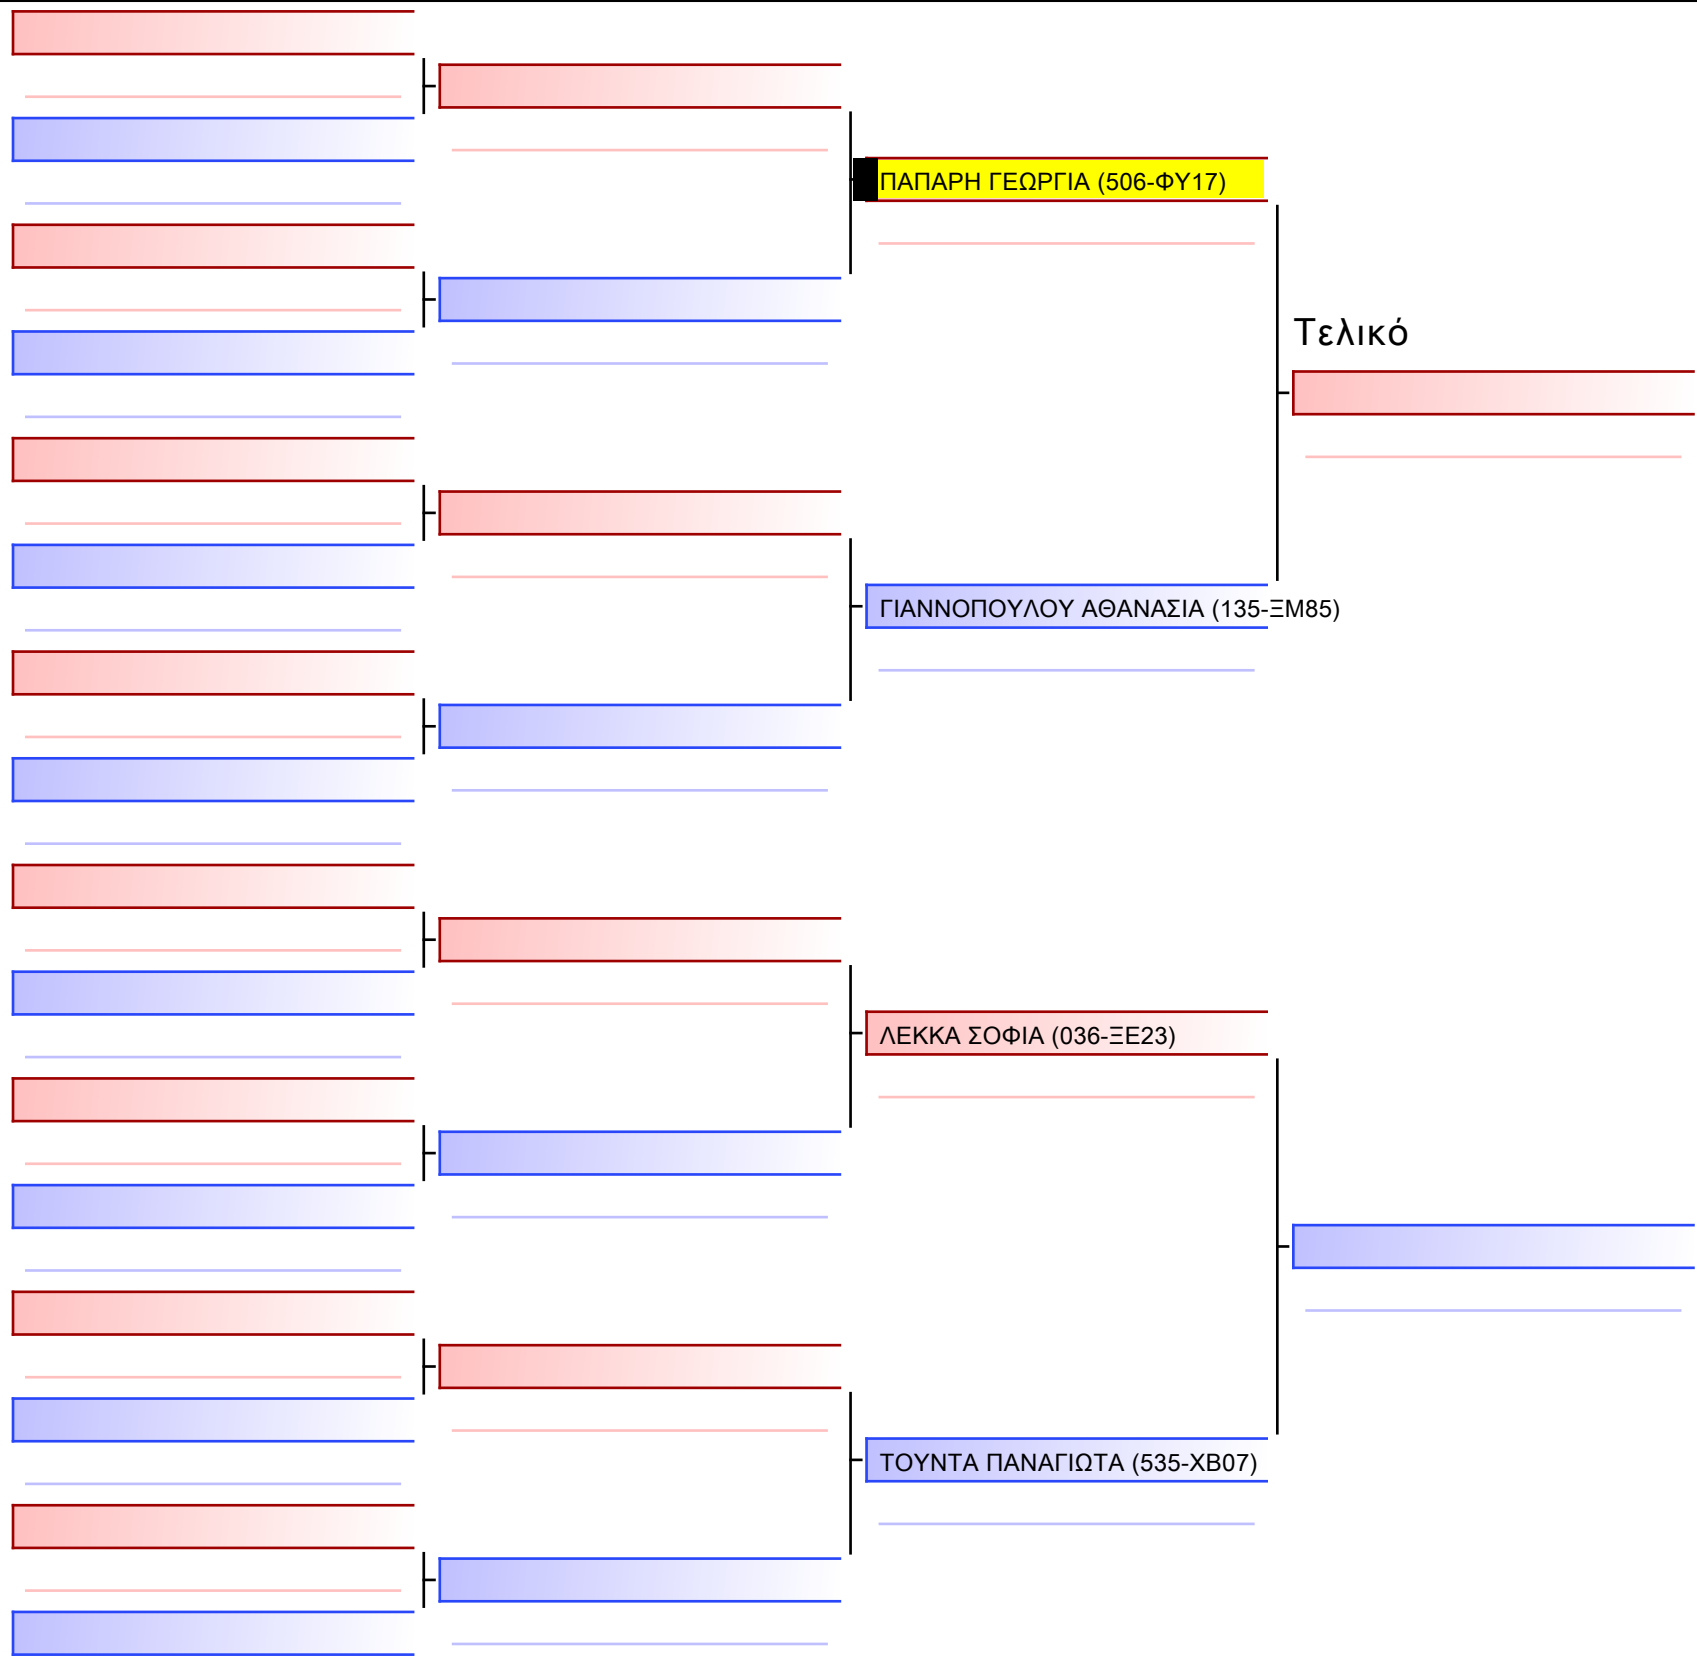 ΠΑΠΑΡΗ ΓΕΩΡΓΙΑ (506-ΦΥ17)
Τελικό
ΓΙΑΝΝΟΠΟΥΛΟΥ ΑΘΑΝΑΣΙΑ (135-ΞΜ85)
ΛΕΚΚΑ ΣΟΦΙΑ (036-ΞΕ23)
ΤΟΥΝΤΑ ΠΑΝΑΓΙΩΤΑ (535-ΧΒ07)